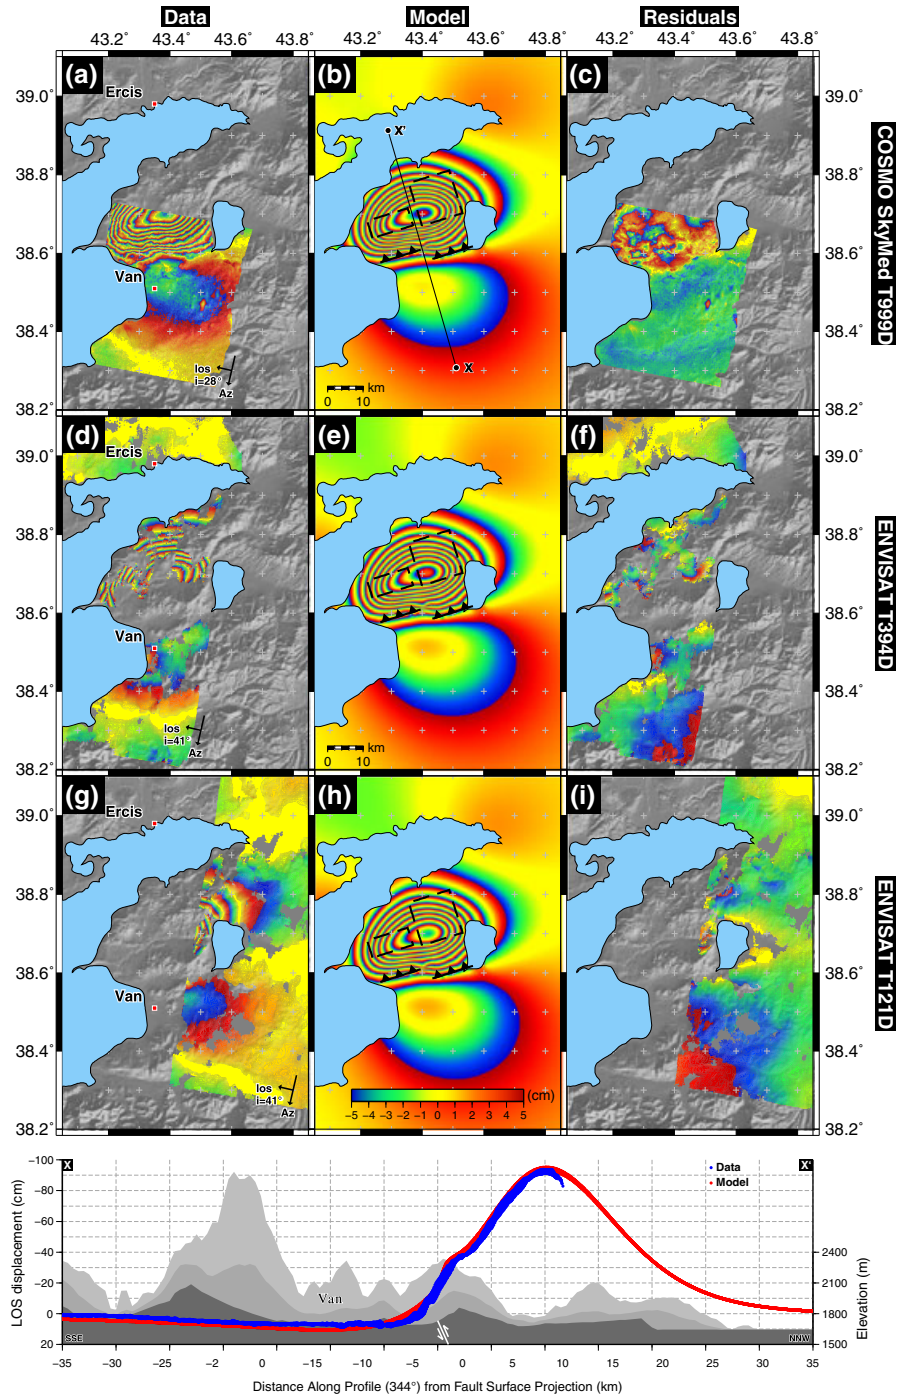 Data Model Residuals
43.2 43.4 43.6 43.8 43.2 43.4 43.6 43.8 43.2 43.4 43.6 43.8
(a) (b) (c)
Ercis
39.0°
38.8°
38.6°
38.4°
38.2°
X'
X
Van
los
i=28°
Az
km
0 10
COSMO SkyMed T999D
(d) (e) (f)
Ercis
39.0°
38.8°
38.6°
38.4°
38.2°
Van
los
i=41°
Az
km
0 10
ENVISAT T394D
(g) (h) (i)
Ercis
39.0°
38.8°
38.6°
38.4°
38.2°
Van
los
i=41°
Az
(cm)
-5 -4 -3 -2 -1 0 1 2 3 4 5
ENVISAT T121D
X X'
Data
Model
LOS displacement (cm)
-100
-80
-60
-40
-20
0
20
Van
2400
2100
1800
1500
Elevation (m)
SSE NNW
-35 -15 -10 -5 0 -15 -10 -5 0 5 10 15 20 25 30 35
Distance Along Profile (344°) from Fault Surface Projection (km)